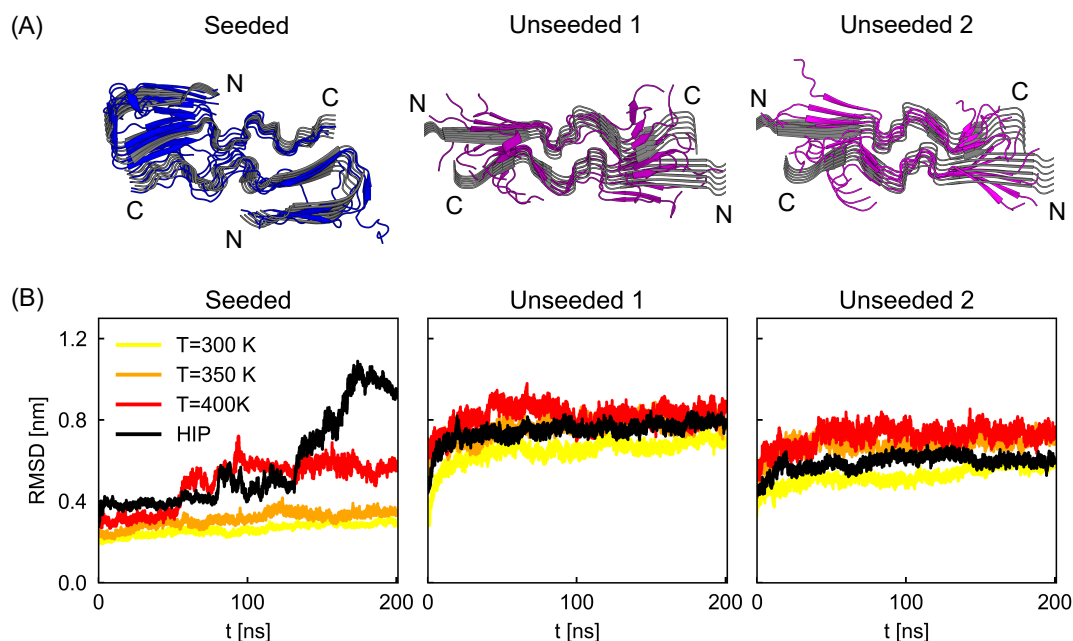 (A)
Seeded
Unseeded 1
Unseeded 2
N
C
C
N
N
C
C
N
N
C
C
N
(B)
Seeded
Unseeded 1
Unseeded 2
1.2
0.8
0.4
0.0
RMSD [nm]
T=300 K
T=350 K
T=400K
HIP
0
100
200
0
100
200
0
100
200
t [ns]
t [ns]
t [ns]